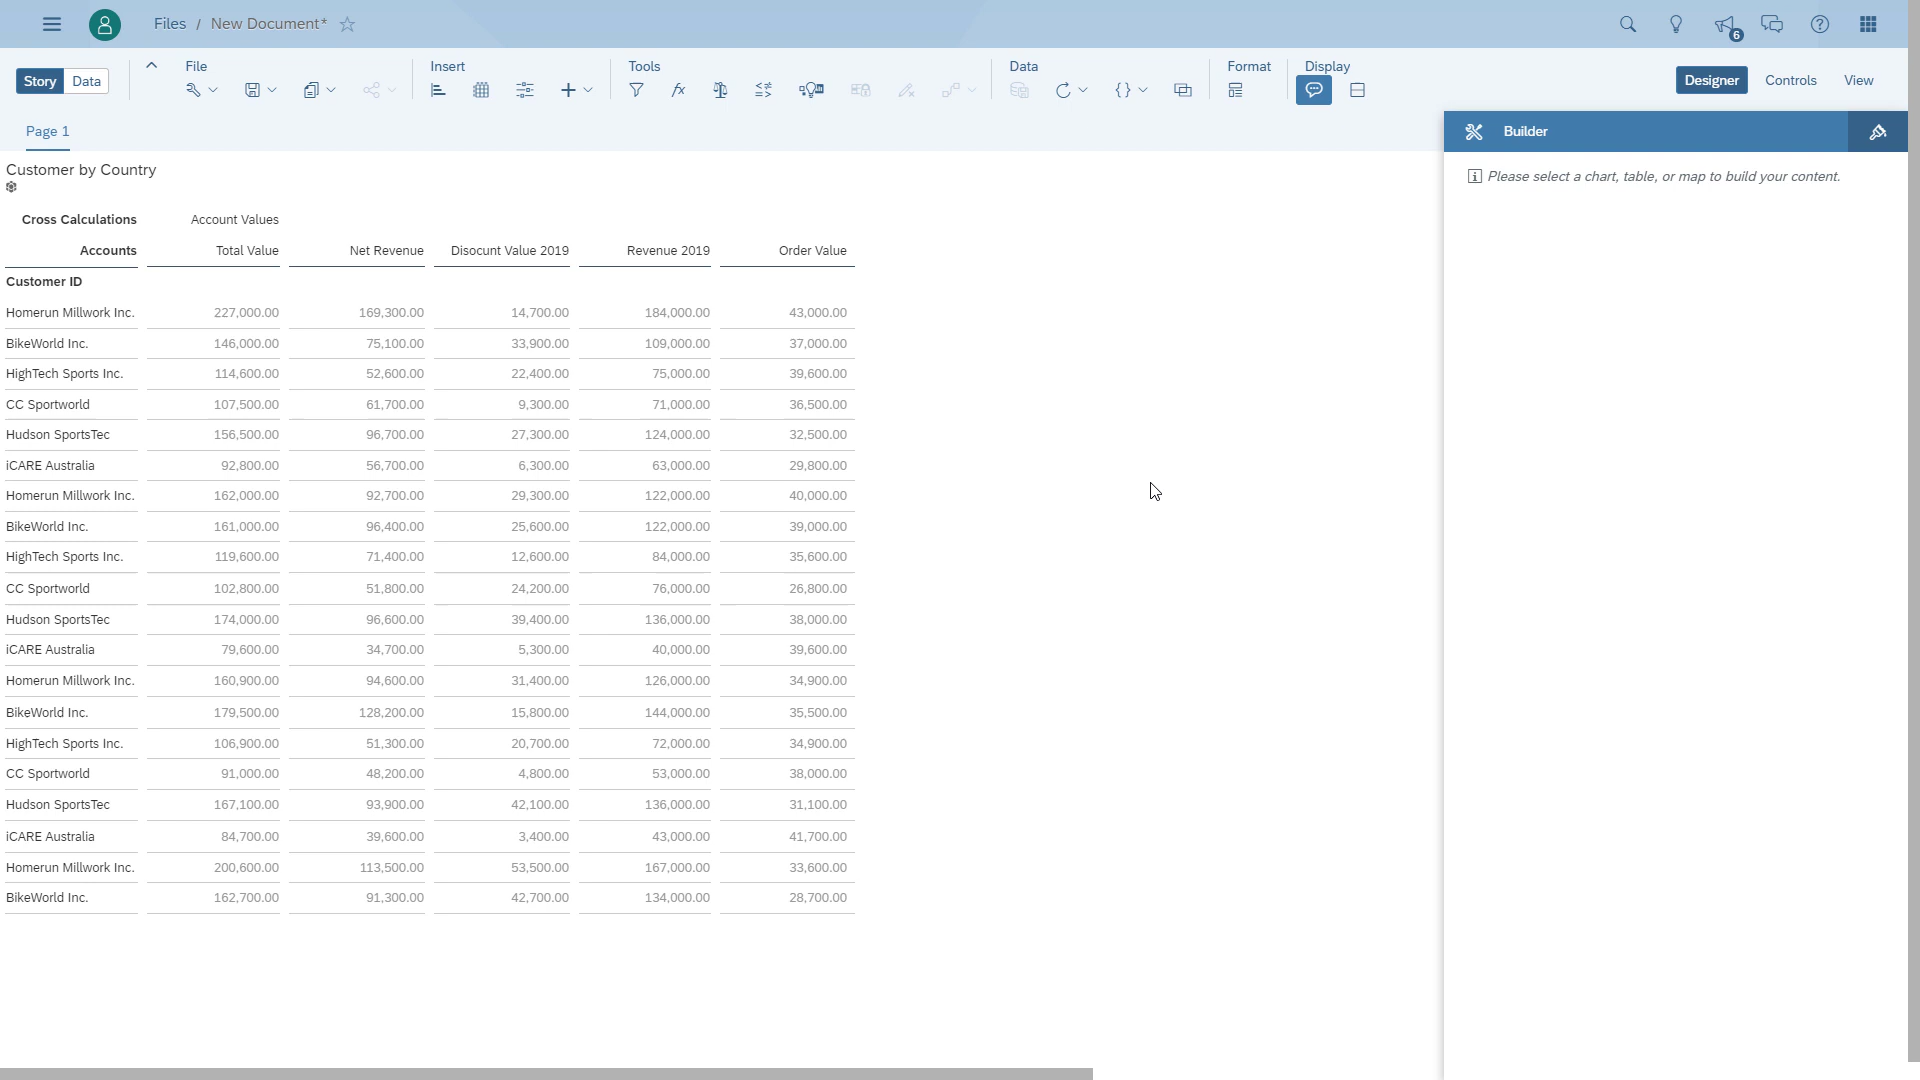 Files / New Document*
6
Story Data
File Insert Tools Data Format Display
Designer Controls View
Page 1
Builder
Please select a chart, table, or map to build your content.
Customer by Country
Cross Calculations Account Values
Accounts Total Value Net Revenue Disocunt Value 2019 Revenue 2019 Order Value
Customer ID
Homerun Millwork Inc. 227,000.00 169,300.00 14,700.00 184,000.00 43,000.00
BikeWorld Inc. 146,000.00 75,100.00 33,900.00 109,000.00 37,000.00
HighTech Sports Inc. 114,600.00 52,600.00 22,400.00 75,000.00 39,600.00
CC Sportworld 107,500.00 61,700.00 9,300.00 71,000.00 36,500.00
Hudson SportsTec 156,500.00 96,700.00 27,300.00 124,000.00 32,500.00
iCARE Australia 92,800.00 56,700.00 6,300.00 63,000.00 29,800.00
Homerun Millwork Inc. 162,000.00 92,700.00 29,300.00 122,000.00 40,000.00
BikeWorld Inc. 161,000.00 96,400.00 25,600.00 122,000.00 39,000.00
HighTech Sports Inc. 119,600.00 71,400.00 12,600.00 84,000.00 35,600.00
CC Sportworld 102,800.00 51,800.00 24,200.00 76,000.00 26,800.00
Hudson SportsTec 174,000.00 96,600.00 39,400.00 136,000.00 38,000.00
iCARE Australia 79,600.00 34,700.00 5,300.00 40,000.00 39,600.00
Homerun Millwork Inc. 160,900.00 94,600.00 31,400.00 126,000.00 34,900.00
BikeWorld Inc. 179,500.00 128,200.00 15,800.00 144,000.00 35,500.00
HighTech Sports Inc. 106,900.00 51,300.00 20,700.00 72,000.00 34,900.00
CC Sportworld 91,000.00 48,200.00 4,800.00 53,000.00 38,000.00
Hudson SportsTec 167,100.00 93,900.00 42,100.00 136,000.00 31,100.00
iCARE Australia 84,700.00 39,600.00 3,400.00 43,000.00 41,700.00
Homerun Millwork Inc. 200,600.00 113,500.00 53,500.00 167,000.00 33,600.00
BikeWorld Inc. 162,700.00 91,300.00 42,700.00 134,000.00 28,700.00